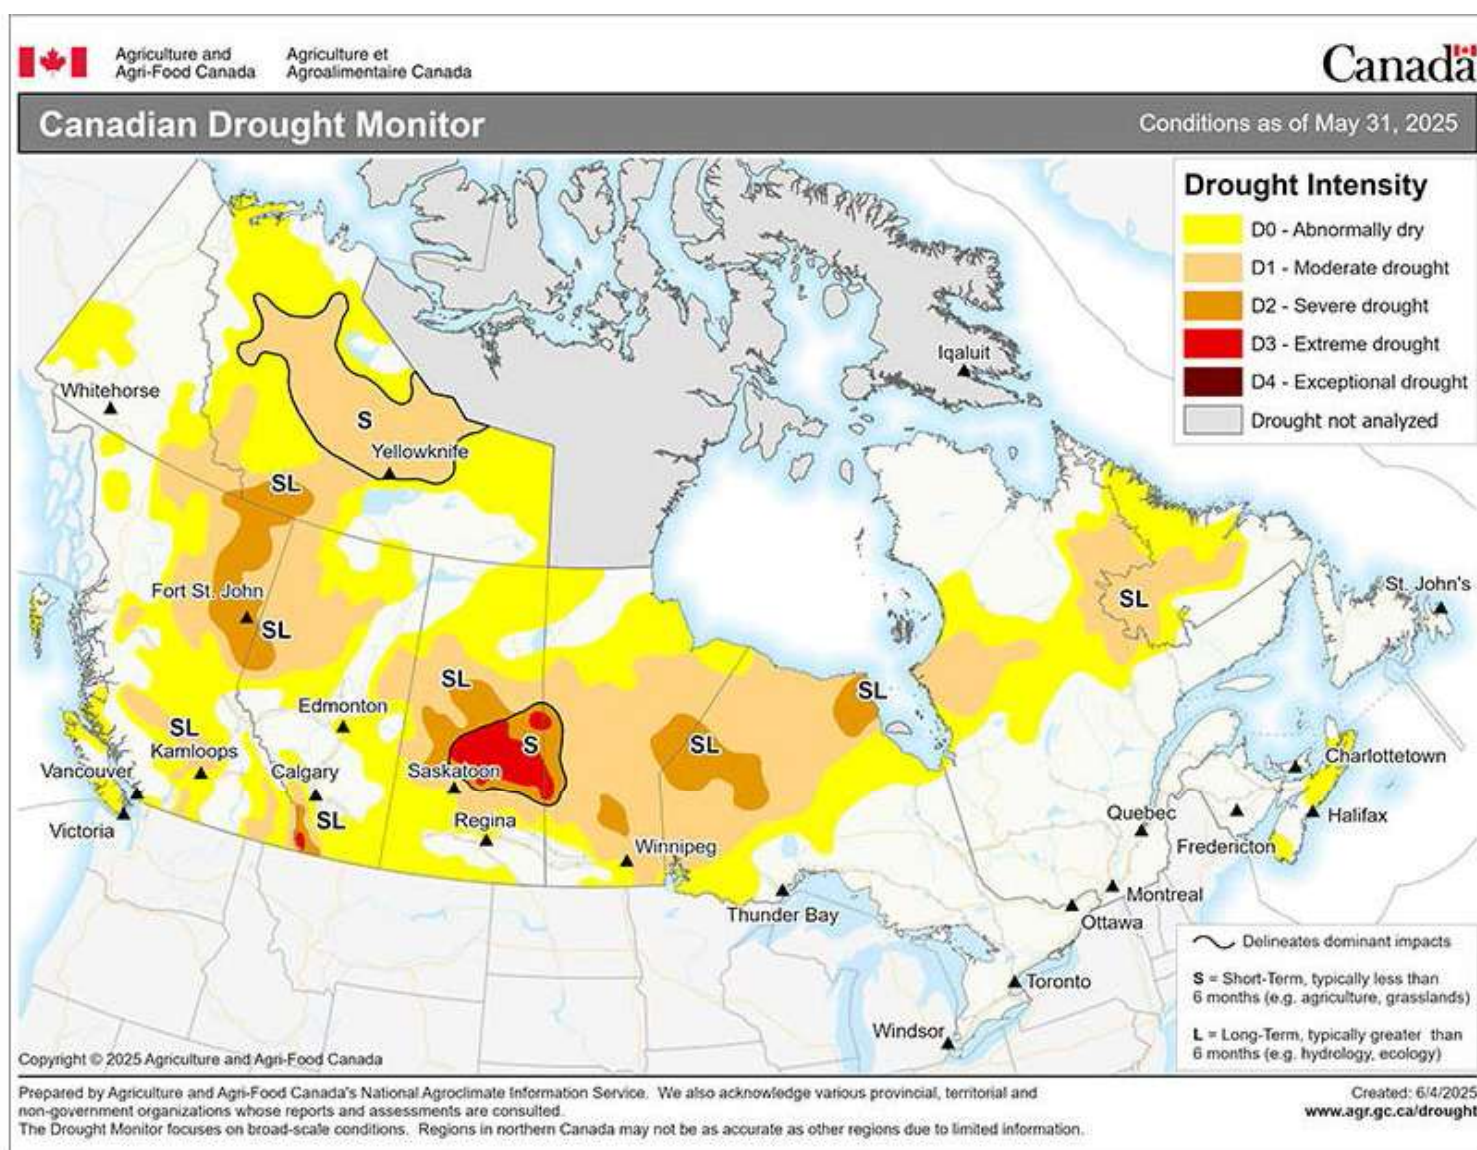 Agriculture and
Agri-Food Canada
Agriculture et
Agroalimentaire Canada
Canada
Canadian Drought Monitor
Conditions as of May 31, 2025
Drought Intensity
D0 - Abnormally dry
D1 - Moderate drought
D2 - Severe drought
D3 - Extreme drought
D4 - Exceptional drought
Drought not analyzed
Iqaluit
Whitehorse
S
Yellowknife
SL
Fort St. John
SL
St. John's
SL
SL
SL
Edmonton
SL
Kamloops
S
SL
Vancouver
Calgary
Saskatoon
Charlottetown
Victoria
SL
Regina
Quebec
Halifax
Winnipeg
Fredericton
Thunder Bay
Montreal
Ottawa
Toronto
Windsor
Delineates dominant impacts
S = Short-Term, typically less than
6 months (e.g. agriculture, grasslands)
L = Long-Term, typically greater than
6 months (e.g. hydrology, ecology)
Copyright © 2025 Agriculture and Agri-Food Canada
Prepared by Agriculture and Agri-Food Canada's National Agroclimate Information Service. We also acknowledge various provincial, territorial and
non-government organizations whose reports and assessments are consulted.
The Drought Monitor focuses on broad-scale conditions. Regions in northern Canada may not be as accurate as other regions due to limited information.
Created: 6/4/2025
www.agr.gc.ca/drought